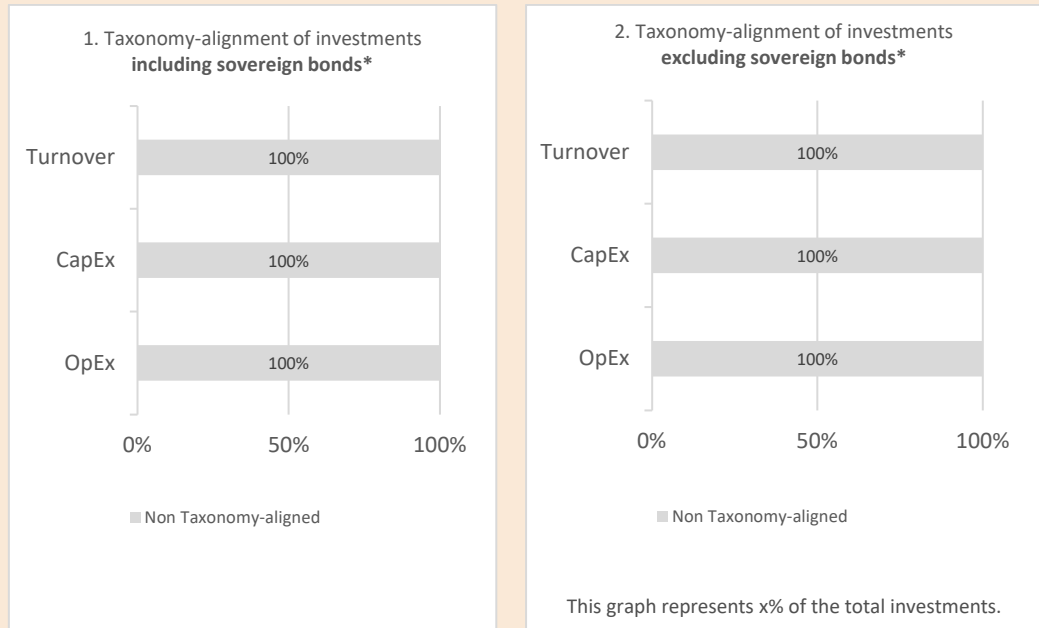 1. Taxonomy-alignment of investments
including sovereign bonds*
Turnover
100%
CapEx
100%
OpEx
100%
0%
50%
100%
Non Taxonomy-aligned
2. Taxonomy-alignment of investments
excluding sovereign bonds*
Turnover
100%
CapEx
100%
OpEx
100%
0%
50%
100%
Non Taxonomy-aligned
This graph represents x% of the total investments.